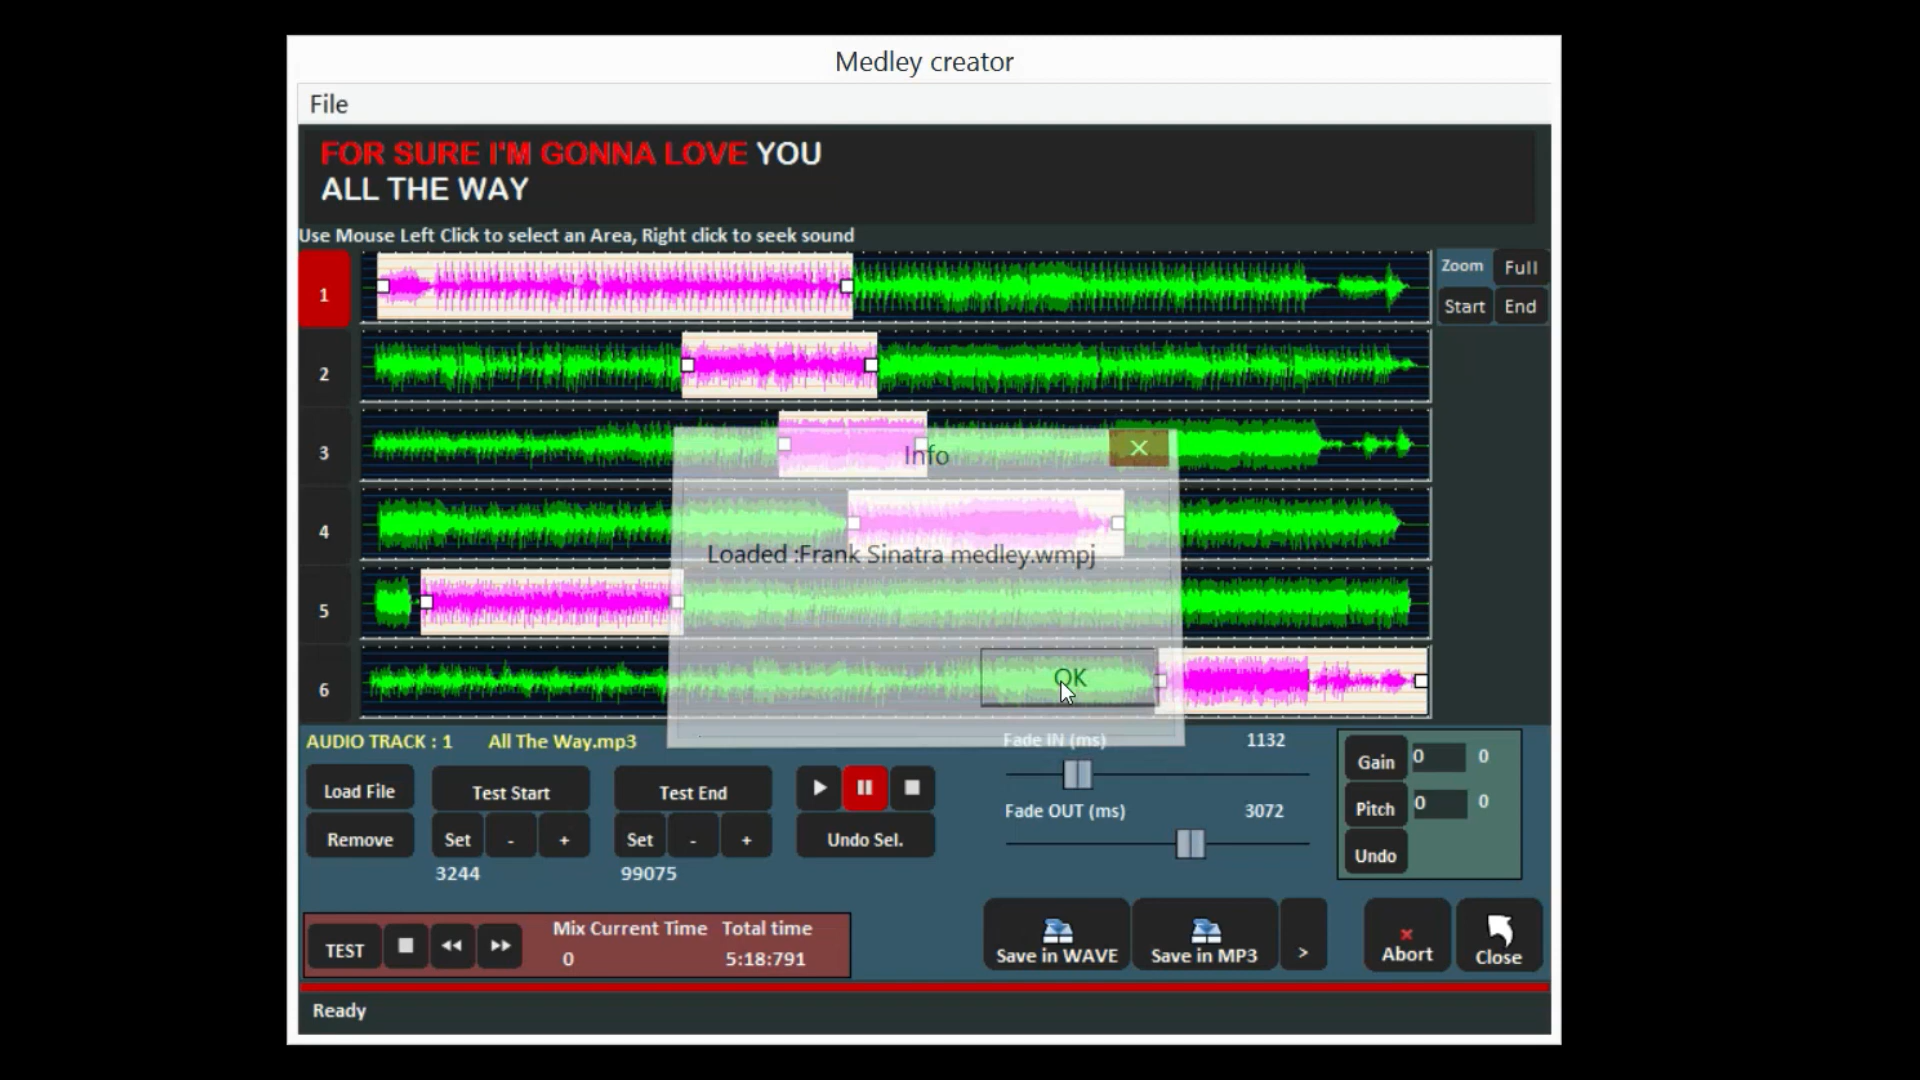 Medley creator
File
FOR SURE I'M GONNA LOVE YOU
ALL THE WAY
Use Mouse Left Click to select an Area, Right click to seek sound
1
Zoom Full
Start End
2
3
Info
4
Loaded :Frank Sinatra medley.wmpj
5
6
OK
AUDIO TRACK : 1 All The Way.mp3
Fade IN (ms) 1132
Load File Test Start Test End
Gain 0 0
Fade OUT (ms) 3072
Pitch 0 0
Remove Set - + Set - + Undo Sel.
Undo
3244 99075
TEST
Mix Current Time Total time
0 5:18:791
Save in WAVE Save in MP3 > Abort Close
Ready